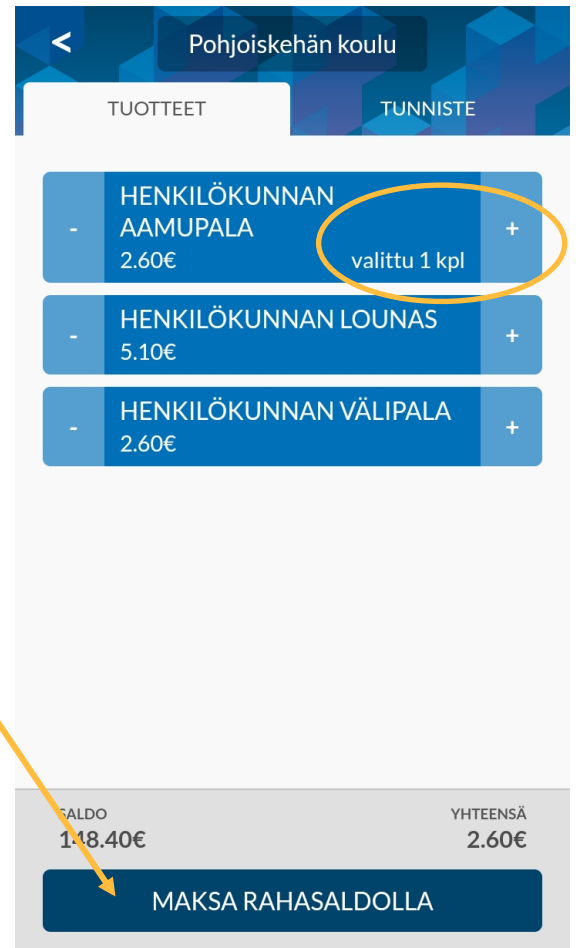 <
Pohjoiskehän koulu
TUOTTEET
TUNNISTE
-
HENKILÖKUNNAN
AAMUPALA
2.60€
valittu 1 kpl
+
-
HENKILÖKUNNAN LOUNAS
5.10€
+
-
HENKILÖKUNNAN VÄLIPALA
2.60€
+
SALDO
148.40€
YHTEENSÄ
2.60€
MAKSA RAHASALDOLLA